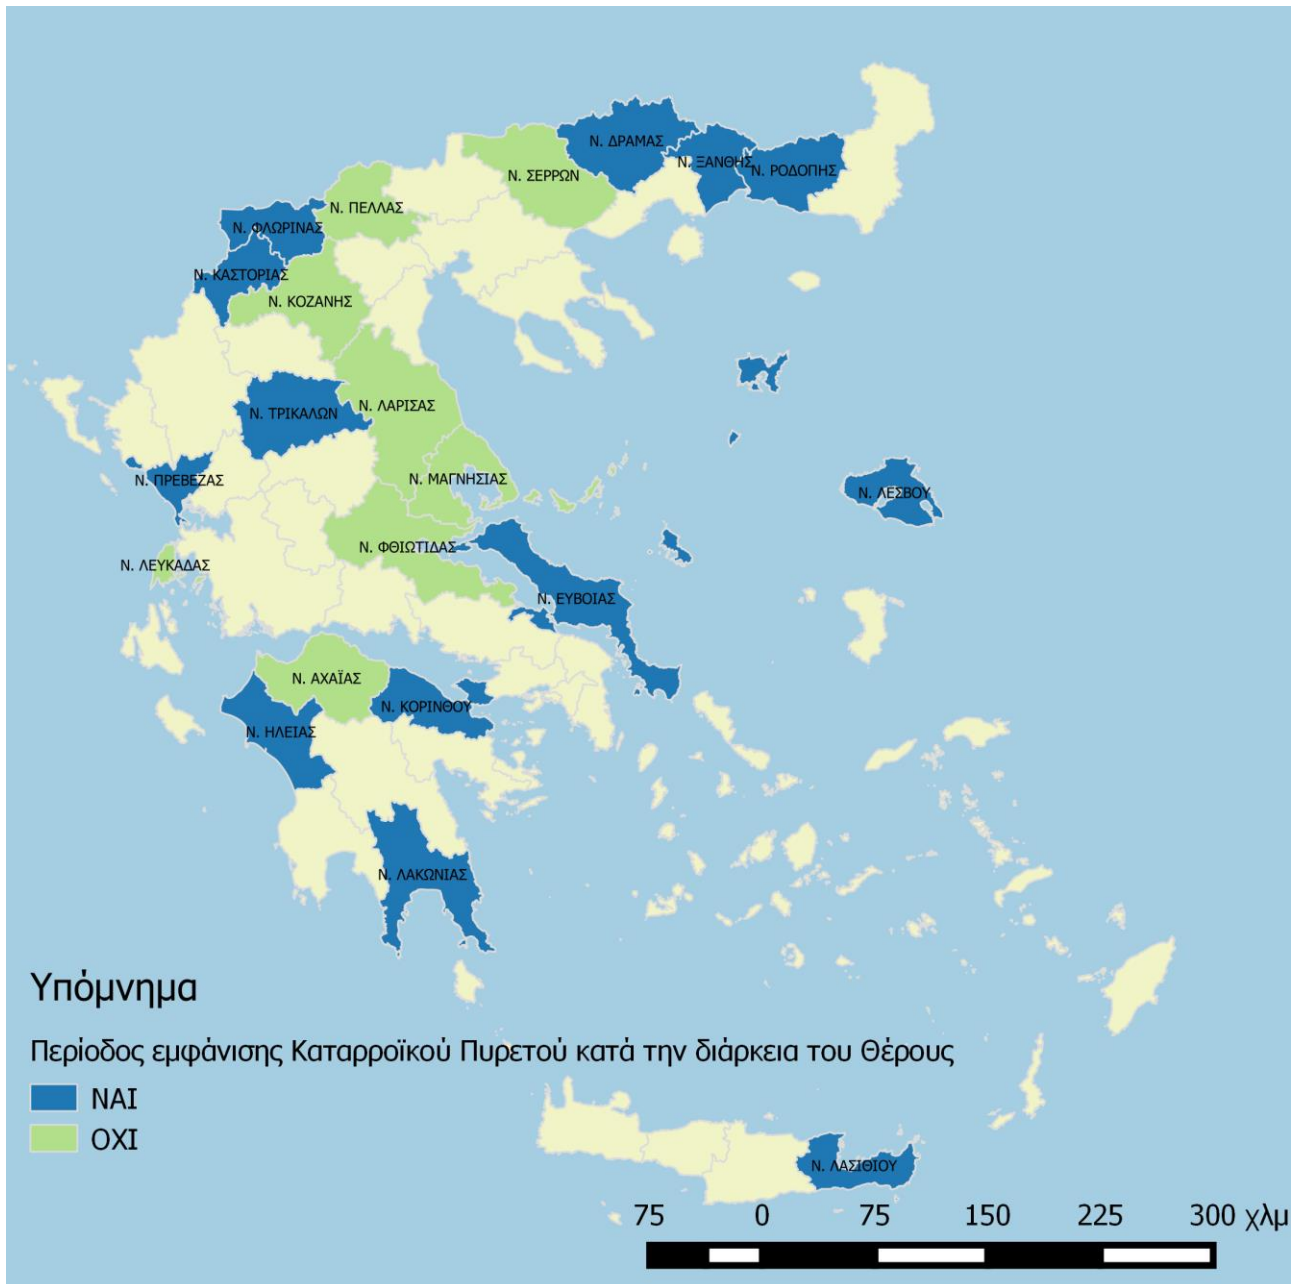 Ν. ΔΡΑΜΑΣ
Ν. ΞΑΝΘΗΣ
Ν. ΡΟΔΟΠΗΣ
Ν. ΣΕΡΡΩΝ
Ν. ΠΕΛΛΑΣ
Ν. ΦΛΩΡΙΝΑΣ
Ν. ΚΑΣΤΟΡΙΑΣ
Ν. ΚΟΖΑΝΗΣ
Ν. ΛΑΡΙΣΑΣ
Ν. ΤΡΙΚΑΛΩΝ
Ν. ΠΡΕΒΕΖΑΣ
Ν. ΜΑΓΝΗΣΙΑΣ
Ν. ΛΕΣΒΟΥ
Ν. ΦΘΙΩΤΙΔΑΣ
Ν. ΛΕΥΚΑΔΑΣ
Ν. ΕΥΒΟΙΑΣ
Ν. ΑΧΑΪΑΣ
Ν. ΚΟΡΙΝΘΟΥ
Ν. ΗΛΕΙΑΣ
Ν. ΛΑΚΩΝΙΑΣ
Υπόμνημα
Περίοδος εμφάνισης Καταρροϊκού Πυρετού κατά την διάρκεια του Θέρους
ΝΑΙ
ΟΧΙ
Ν. ΛΑΣΙΘΙΟΥ
75 0 75 150 225 300 χλμ